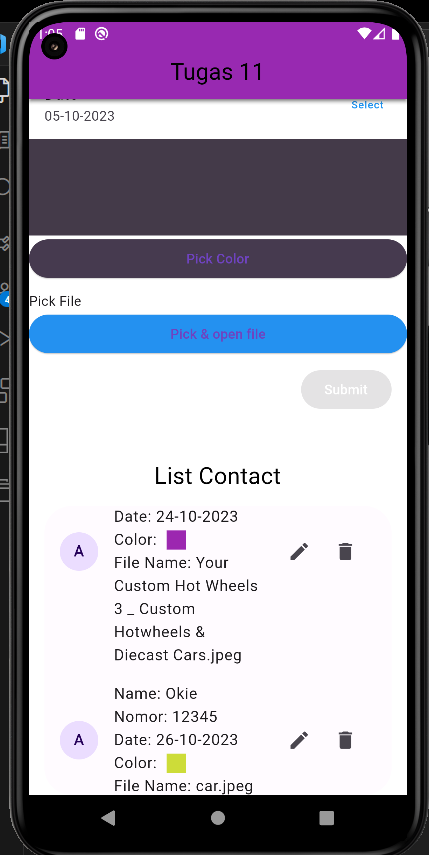 1:05
Tugas 11
05-10-2023
Select
Pick Color
Pick File
Pick & open file
Submit
List Contact
Date: 24-10-2023
Color:
File Name: Your
Custom Hot Wheels
3 _ Custom
Hotwheels &
Diecast Cars.jpeg
A
Name: Okie
Nomor: 12345
Date: 26-10-2023
Color:
File Name: car.jpeg
A
4